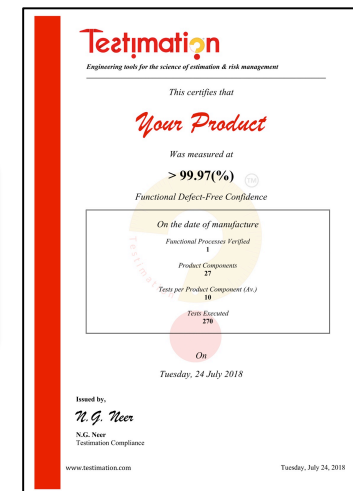 Testimation
Engineering tools for the science of estimation & risk management
This certifies that
Your Product
Was measured at
> 99.97(%)
TM
Functional Defect-Free Confidence
On the date of manufacture
Functional Processes Verified
1
Product Components
27
Tests per Product Component (Av.)
10
Tests Executed
270
Testimation
On
Tuesday, 24 July 2018
Issued by,
N.G. Neer
N.G. Neer
Testimation Compliance
www.testimation.com Tuesday, July 24, 2018